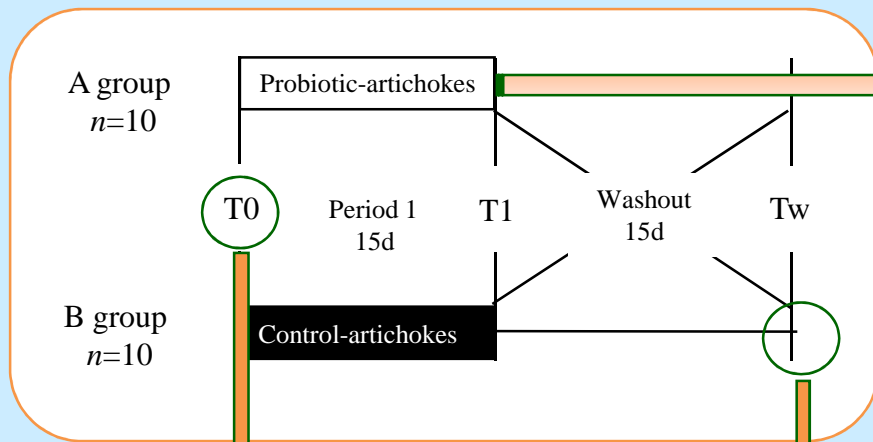 A group
n=10
Probiotic-artichokes
T0
Period 1
15d
T1
Washout
15d
Tw
B group
n=10
Control-artichokes